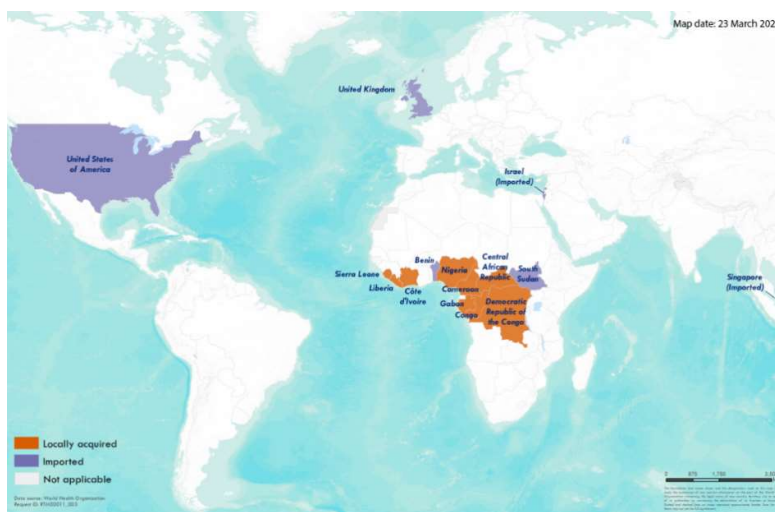 Map date: 23 March 202
United Kingdom
United States
of America
Israel
(Imported)
Benin
Nigeria
Central
African
Republic
South
Sudan
Sierra Leone
Liberia
Côte
d'Ivoire
Cameroon
Gabon
Congo
Democratic
Republic of
the Congo
Singapore
(Imported)
Locally acquired
Imported
Not applicable
Data source: World Health Organization